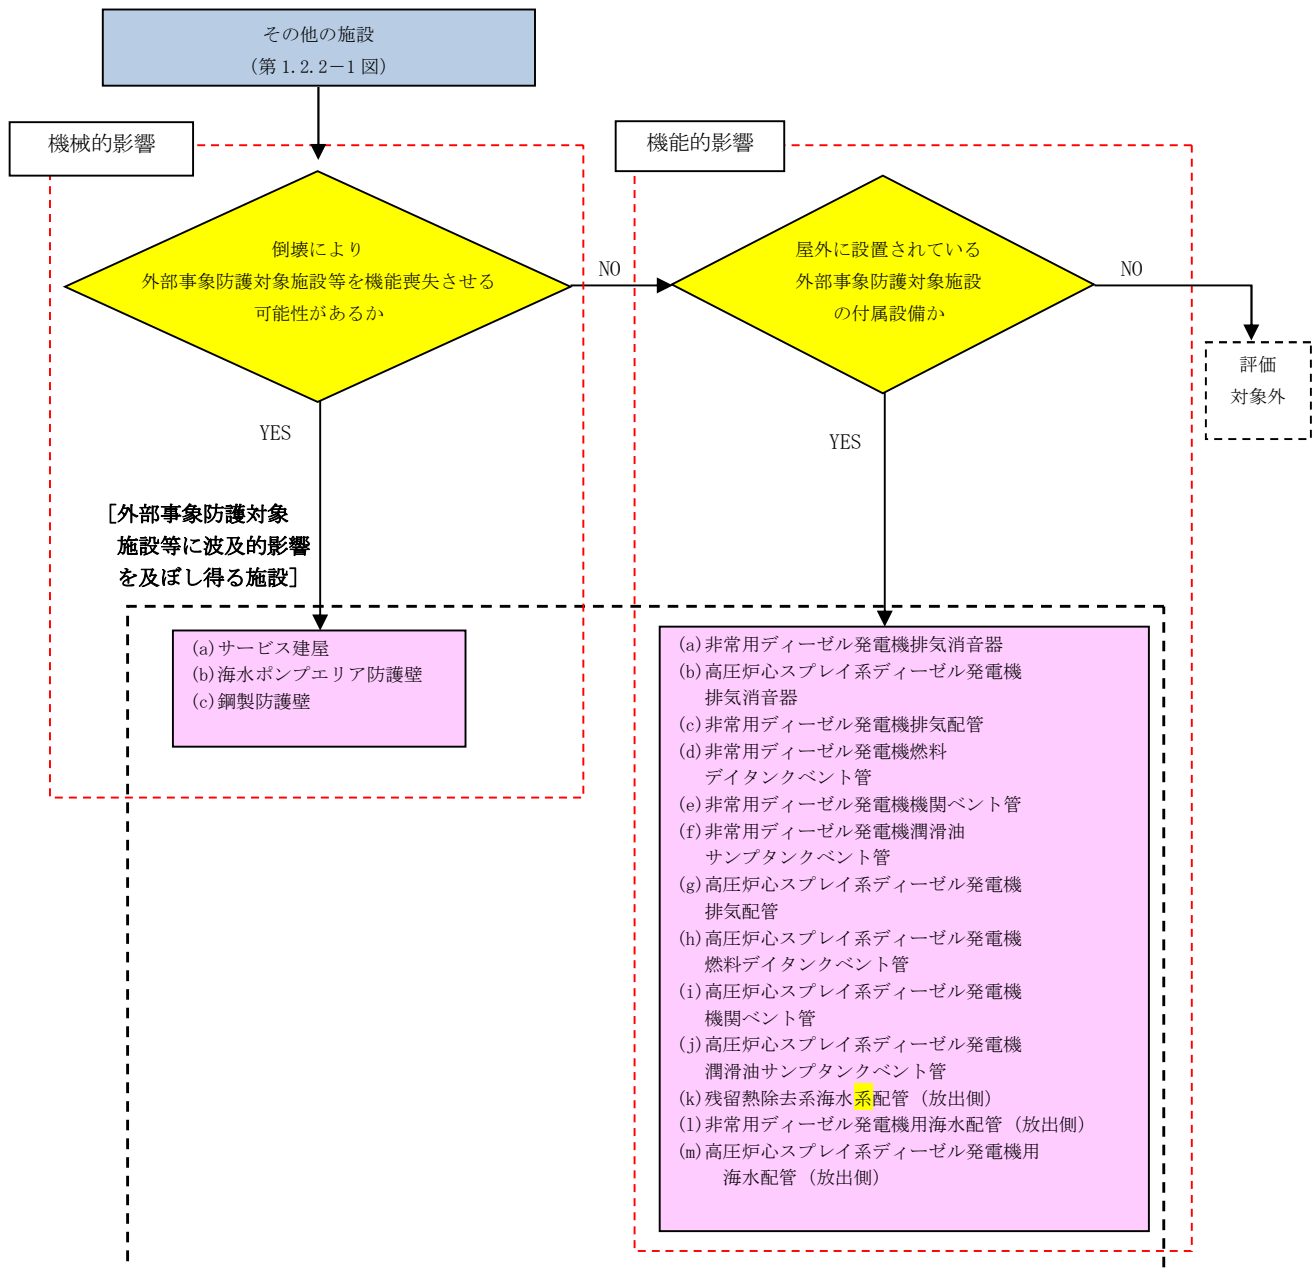 その他の施設
(第1.2.2-1図)
機械的影響
機能的影響
倒壊により
外部事象防護対象施設等を機能喪失させる
可能性があるか
NO
屋外に設置されている
外部事象防護対象施設
の付属設備か
NO
評価
対象外
YES
YES
[外部事象防護対象
施設等に波及的影響
を及ぼし得る施設]
(a)サービス建屋
(b)海水ポンプエリア防護壁
(c)鋼製防護壁
(a)非常用ディーゼル発電機排気消音器
(b)高圧炉心スプレイ系ディーゼル発電機
排気消音器
(c)非常用ディーゼル発電機排気配管
(d)非常用ディーゼル発電機燃料
デイタンクベント管
(e)非常用ディーゼル発電機機関ベント管
(f)非常用ディーゼル発電機潤滑油
サンプタンクベント管
(g)高圧炉心スプレイ系ディーゼル発電機
排気配管
(h)高圧炉心スプレイ系ディーゼル発電機
燃料デイタンクベント管
(i)高圧炉心スプレイ系ディーゼル発電機
機関ベント管
(j)高圧炉心スプレイ系ディーゼル発電機
潤滑油サンプタンクベント管
(k)残留熱除去系海水系配管(放出側)
(l)非常用ディーゼル発電機用海水配管(放出側)
(m)高圧炉心スプレイ系ディーゼル発電機用
海水配管(放出側)